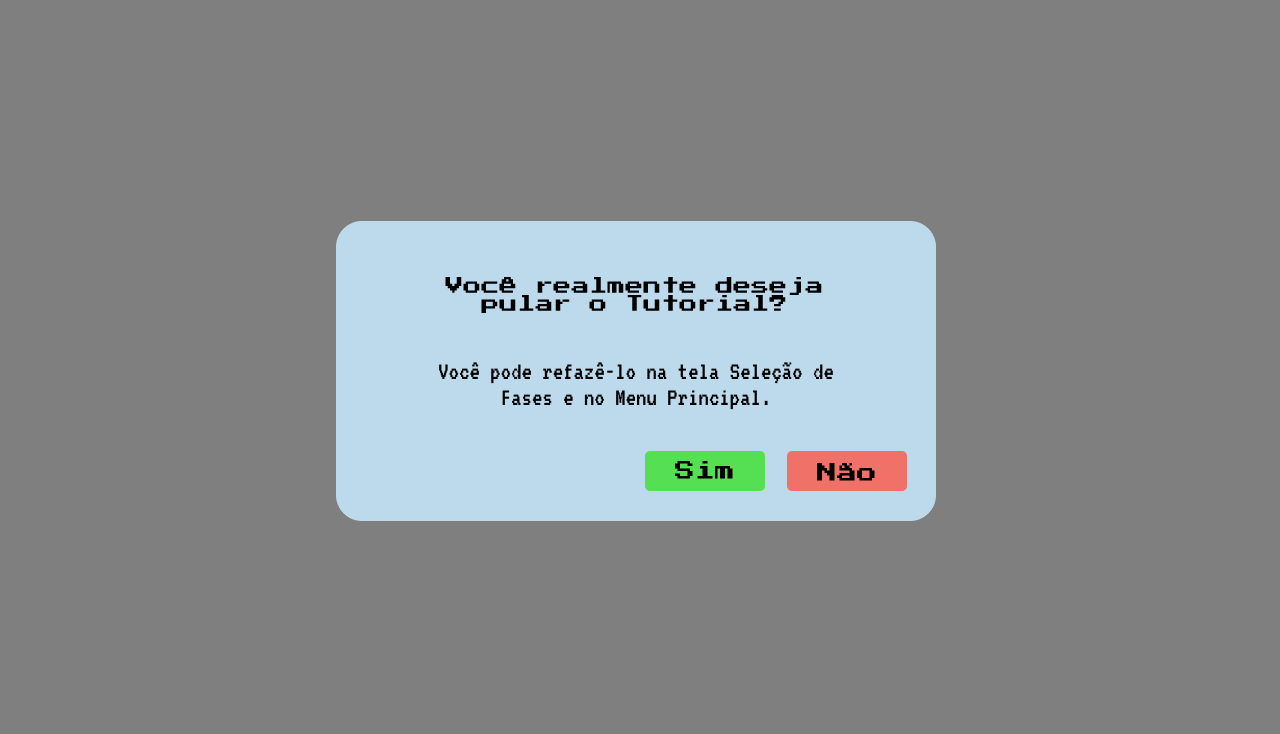 Você realmente deseja
pular o Tutorial?
Você pode refazê-lo na tela Seleção de
Fases e no Menu Principal.
Sim
Não